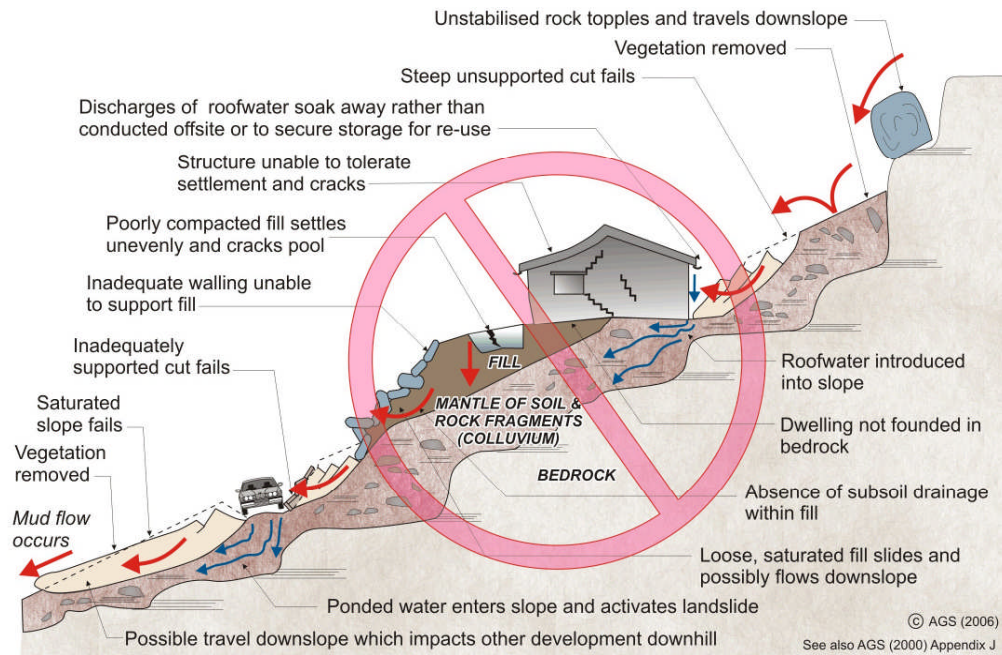 Unstabilised rock topples and travels downslope
Vegetation removed
Steep unsupported cut fails
Discharges of roofwater soak away rather than
conducted offsite or to secure storage for re-use
Structure unable to tolerate
settlement and cracks
Poorly compacted fill settles
unevenly and cracks pool
Inadequate walling unable
to support fill
Inadequately
supported cut fails
Saturated
slope fails
Vegetation
removed
Mud flow
occurs
FILL
MANTLE OF SOIL &
ROCK FRAGMENTS
(COLLUVIUM)
BEDROCK
Roofwater introduced
into slope
Dwelling not founded in
bedrock
Absence of subsoil drainage
within fill
Loose, saturated fill slides and
possibly flows downslope
Ponded water enters slope and activates landslide
Possible travel downslope which impacts other development downhill
© AGS (2006)
See also AGS (2000) Appendix J